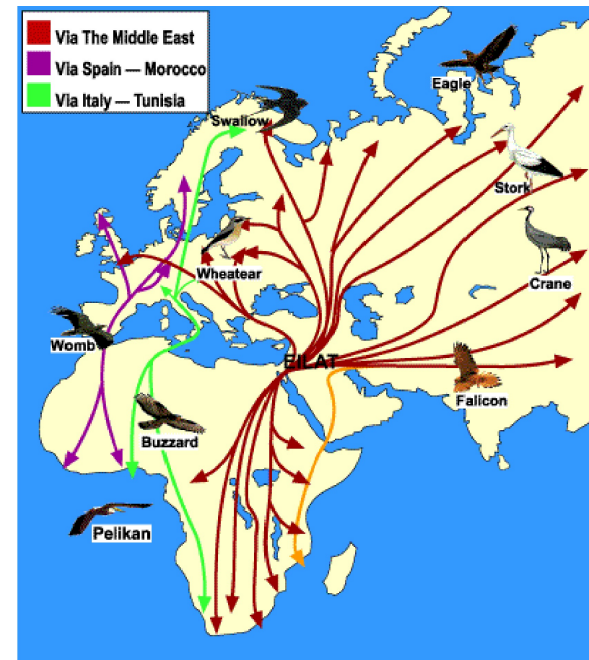 Via The Middle East
Via Spain — Morocco
Via Italy — Tunisia
Eagle
Swallow
Stork
Wheatear
Crane
Womb
EILAT
Falicon
Buzzard
Pelikan